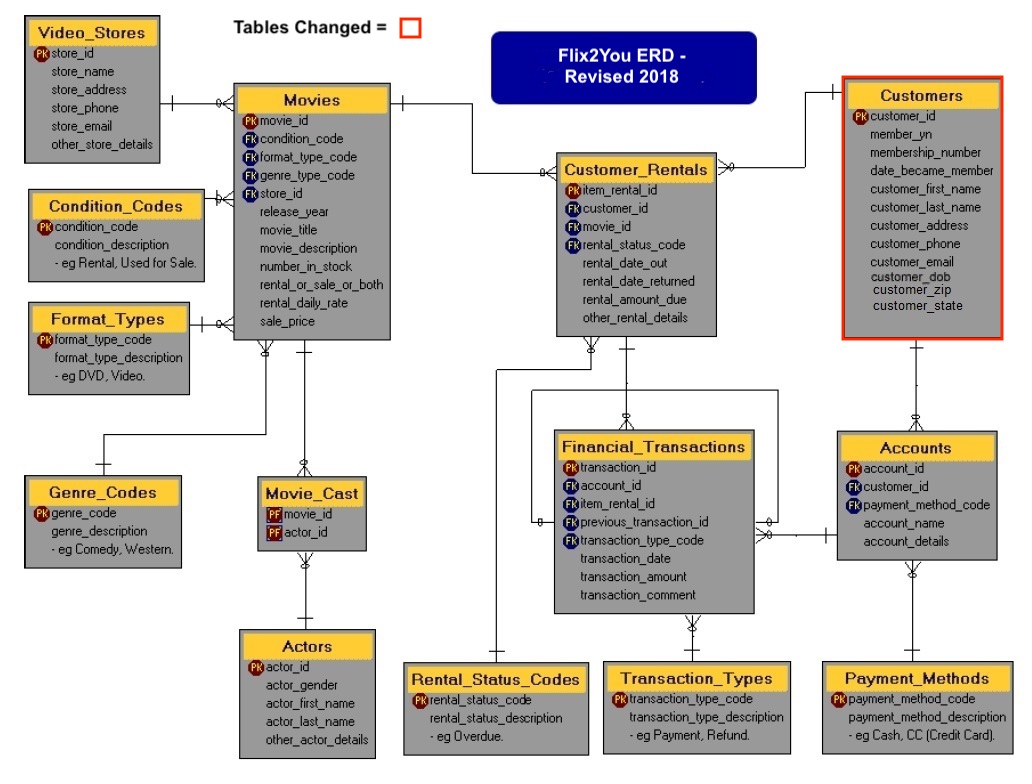 Tables Changed =
Flix2You ERD -
Revised 2018
Video_Stores
PK store_id
store_name
store_address
store_phone
store_email
other_store_details
Movies
PK movie_id
FK condition_code
FK format_type_code
FK genre_type_code
FK store_id
release_year
movie_title
movie_description
number_in_stock
rental_or_sale_or_both
rental_daily_rate
sale_price
Customers
PK customer_id
member_yn
membership_number
date_became_member
customer_first_name
customer_last_name
customer_address
customer_phone
customer_email
customer_dob
customer_zip
customer_state
Customer_Rentals
PK item_rental_id
FK customer_id
FK movie_id
FK rental_status_code
rental_date_out
rental_date_returned
rental_amount_due
other_rental_details
Condition_Codes
PK condition_code
condition_description
- eg Rental, Used for Sale.
Format_Types
PK format_type_code
format_type_description
- eg DVD, Video.
Genre_Codes
PK genre_code
genre_description
- eg Comedy, Western.
Movie_Cast
PF movie_id
PF actor_id
Financial_Transactions
PK transaction_id
FK account_id
FK item_rental_id
FK previous_transaction_id
FK transaction_type_code
transaction_date
transaction_amount
transaction_comment
Accounts
PK account_id
FK customer_id
FK payment_method_code
account_name
account_details
Actors
PK actor_id
actor_gender
actor_first_name
actor_last_name
other_actor_details
Rental_Status_Codes
PK rental_status_code
rental_status_description
- eg Overdue.
Transaction_Types
PK transaction_type_code
transaction_type_description
- eg Payment, Refund.
Payment_Methods
PK payment_method_code
payment_method_description
- eg Cash, CC (Credit Card).